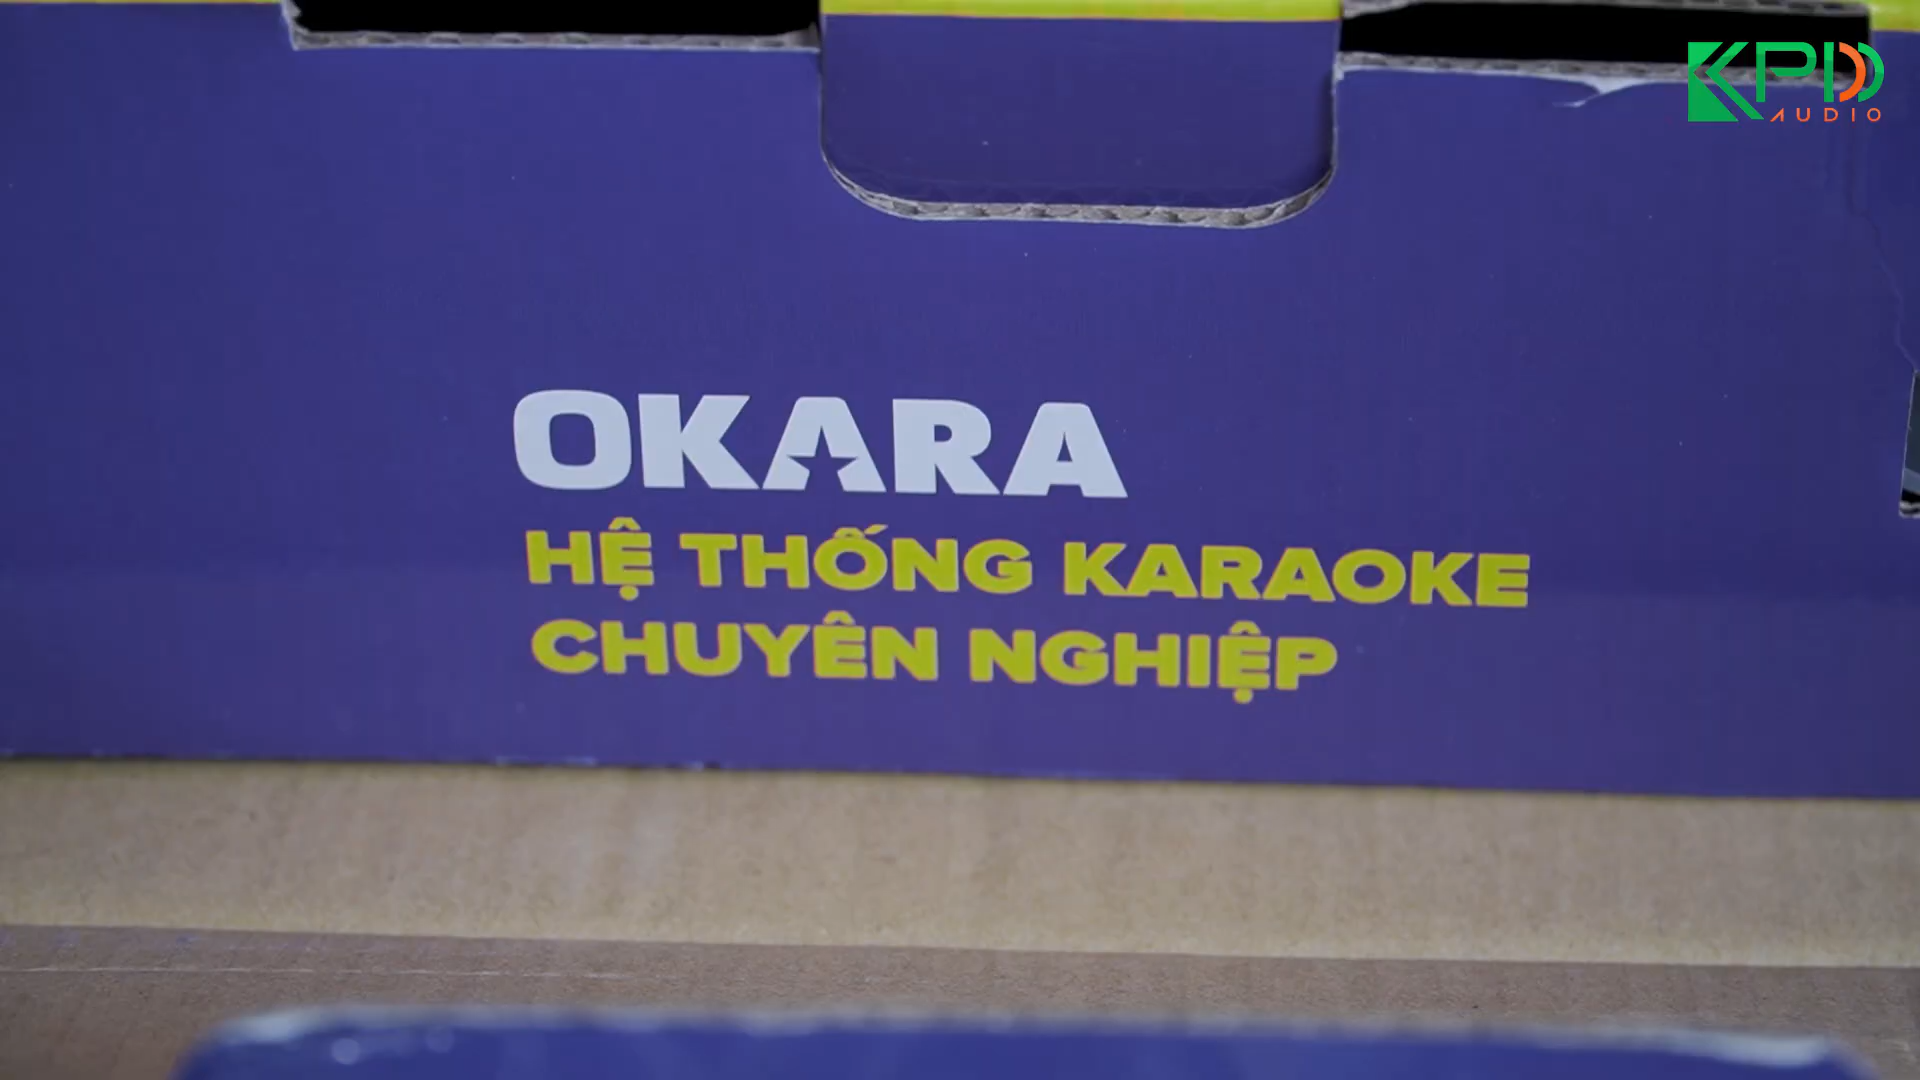 KPD
AUDIO
OKARA
HỆ THỐNG KARAOKE
CHUYÊN NGHIỆP